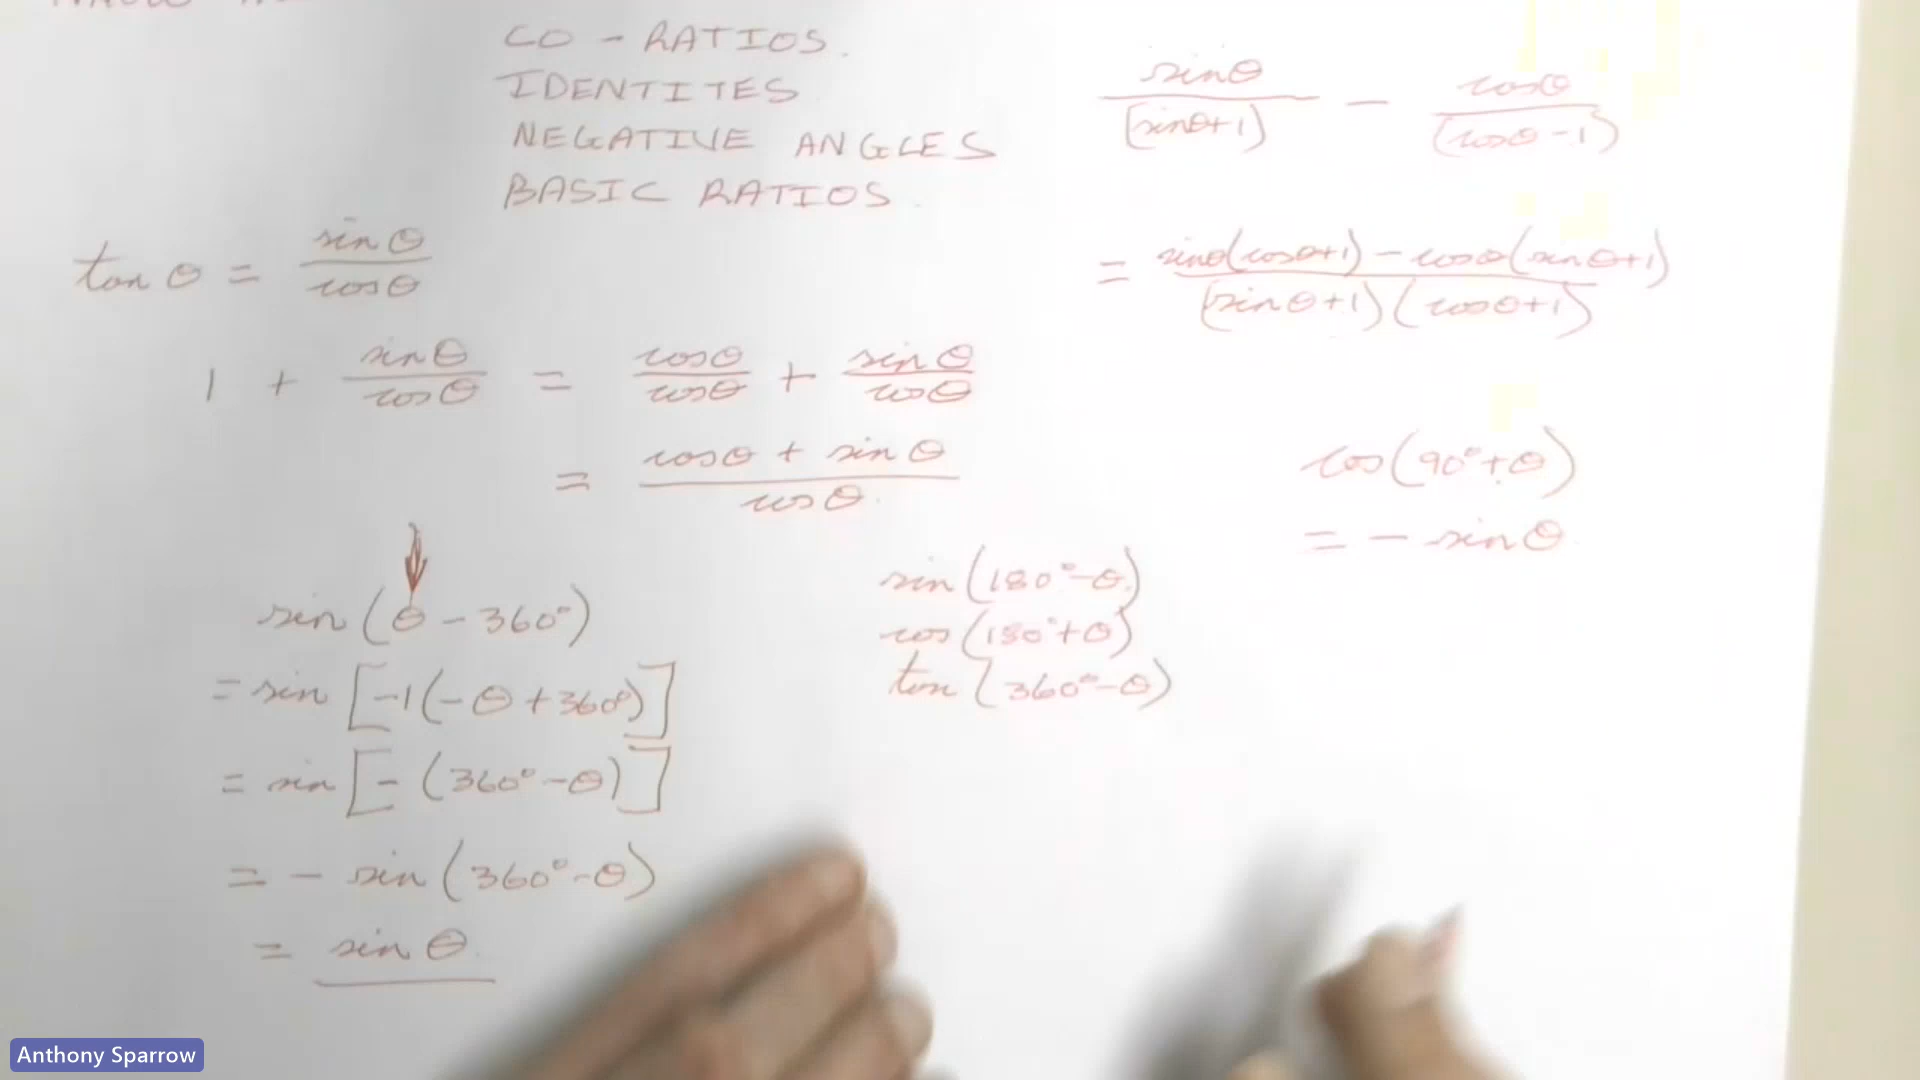 CO - RATIOS.
IDENTITES
NEGATIVE ANGLES
BASIC RATIOS.
tan θ = sin θ / cos θ
1 + sin θ / cos θ = cos θ / cos θ + sin θ / cos θ
= cos θ + sin θ / cos θ.
sin (θ - 360°)
= sin [-1(-θ + 360°)]
= sin [- (360° - θ)]
= - sin (360° - θ)
= sin θ.
sin (180° - θ)
cos (180° + θ)
tan (360° - θ)
sin θ / (sin θ + 1) - cos θ / (cos θ - 1)
= sin θ (cos θ + 1) - cos θ (sin θ + 1) / (sin θ + 1) (cos θ + 1)
cos (90° + θ)
= - sin θ
Anthony Sparrow